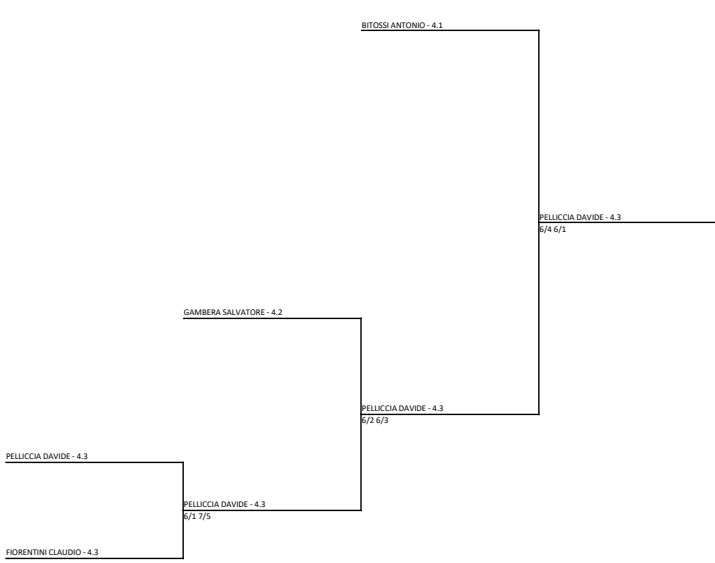 BITOSSI ANTONIO - 4.1
PELLICCIA DAVIDE - 4.3
6/4 6/1
GAMBERA SALVATORE - 4.2
PELLICCIA DAVIDE - 4.3
6/2 6/3
PELLICCIA DAVIDE - 4.3
PELLICCIA DAVIDE - 4.3
6/1 7/5
FIORENTINI CLAUDIO - 4.3